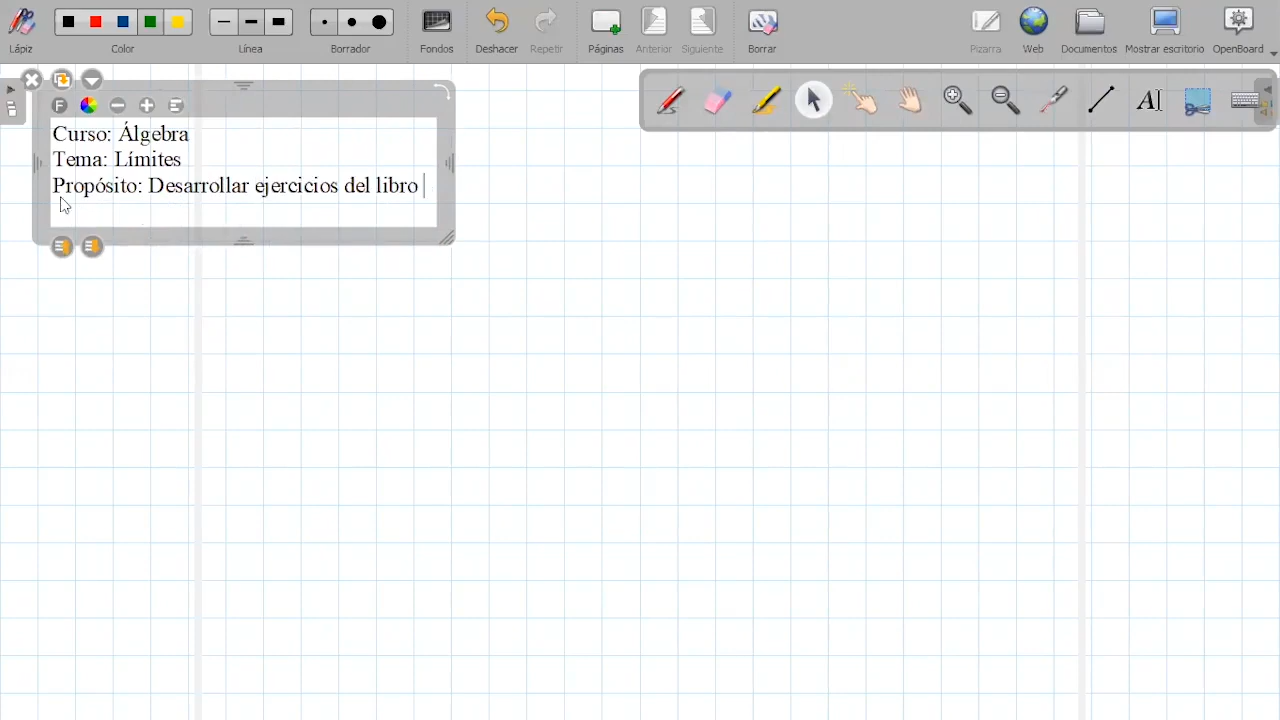 Lápiz
Color
Línea
Borrador
Fondos
Deshacer
Repetir
Páginas
Anterior
Siguiente
Borrar
Pizarra
Web
Documentos
Mostrar escritorio
OpenBoard
F
AI
Curso: Álgebra
Tema: Límites
Propósito: Desarrollar ejercicios del libro